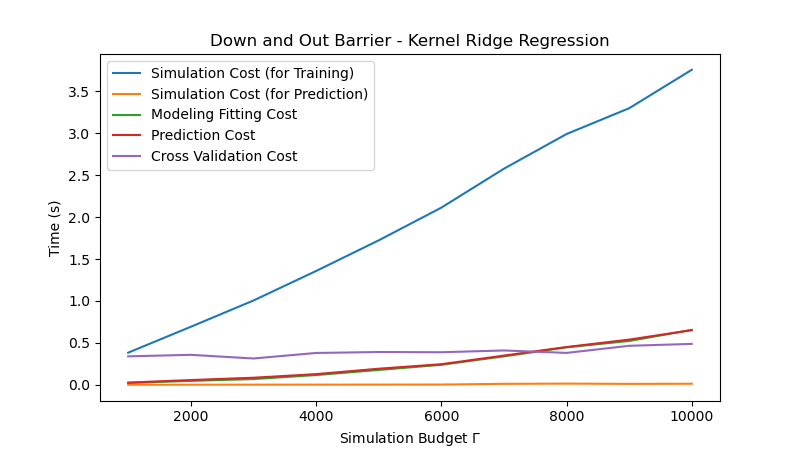 Down and Out Barrier - Kernel Ridge Regression
Simulation Cost (for Training)
Simulation Cost (for Prediction)
Modeling Fitting Cost
Prediction Cost
Cross Validation Cost
Time (s)
3.5
3.0
2.5
2.0
1.5
1.0
0.5
0.0
2000 4000 6000 8000 10000
Simulation Budget Γ